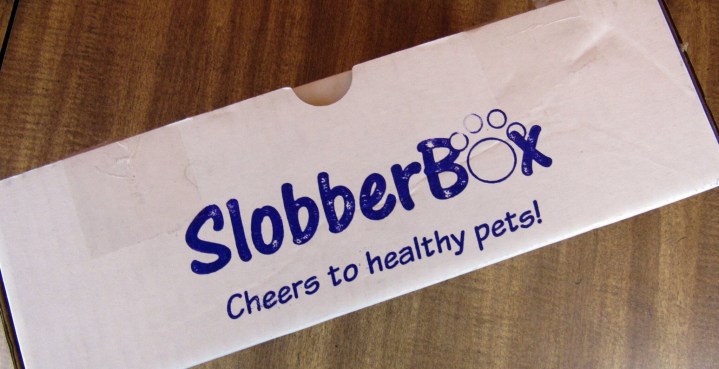 SlobberBox
Cheers to healthy pets!